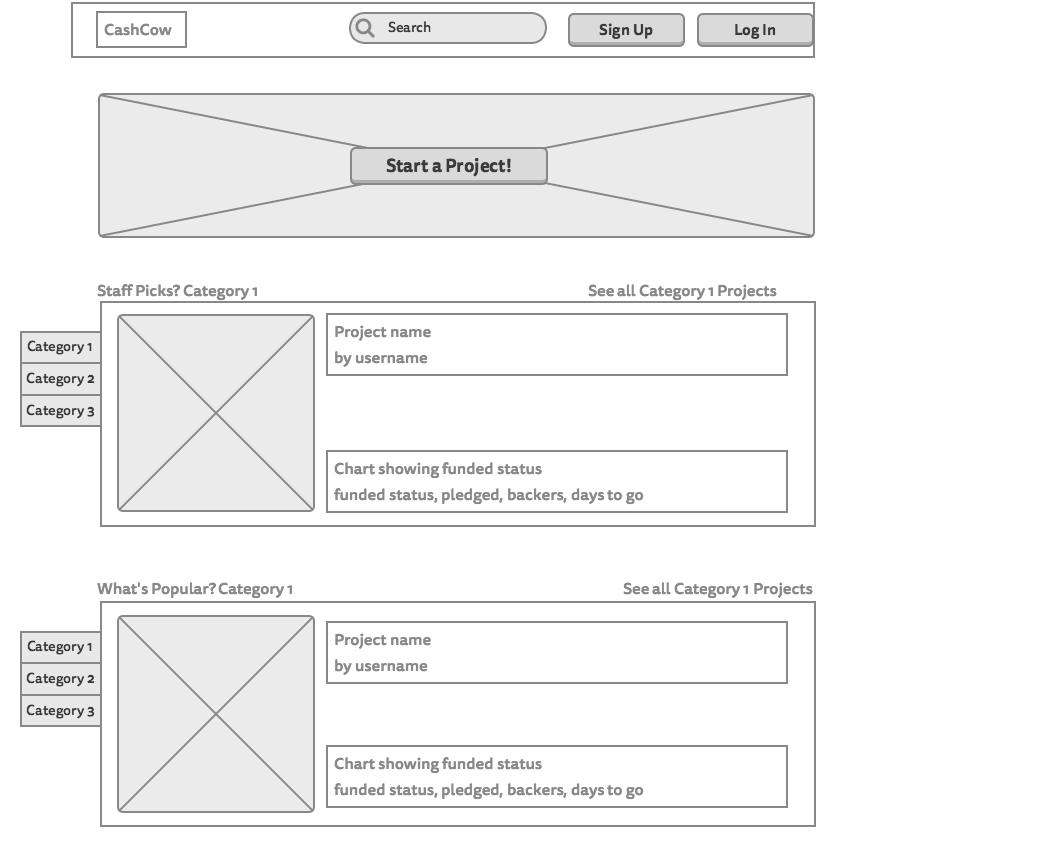 CashCow
Search
Sign Up
Log In
Start a Project!
Staff Picks? Category 1
See all Category 1 Projects
Category 1
Category 2
Category 3
Project name
by username
Chart showing funded status
funded status, pledged, backers, days to go
What's Popular? Category 1
See all Category 1 Projects
Category 1
Category 2
Category 3
Project name
by username
Chart showing funded status
funded status, pledged, backers, days to go